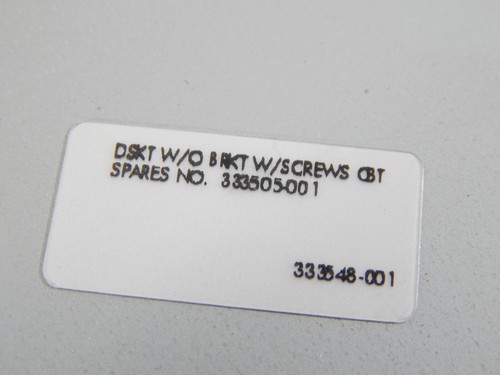 DSKT W/O BRKT W/SCREWS CBT
SPARES NO. 333505-001
333548-001